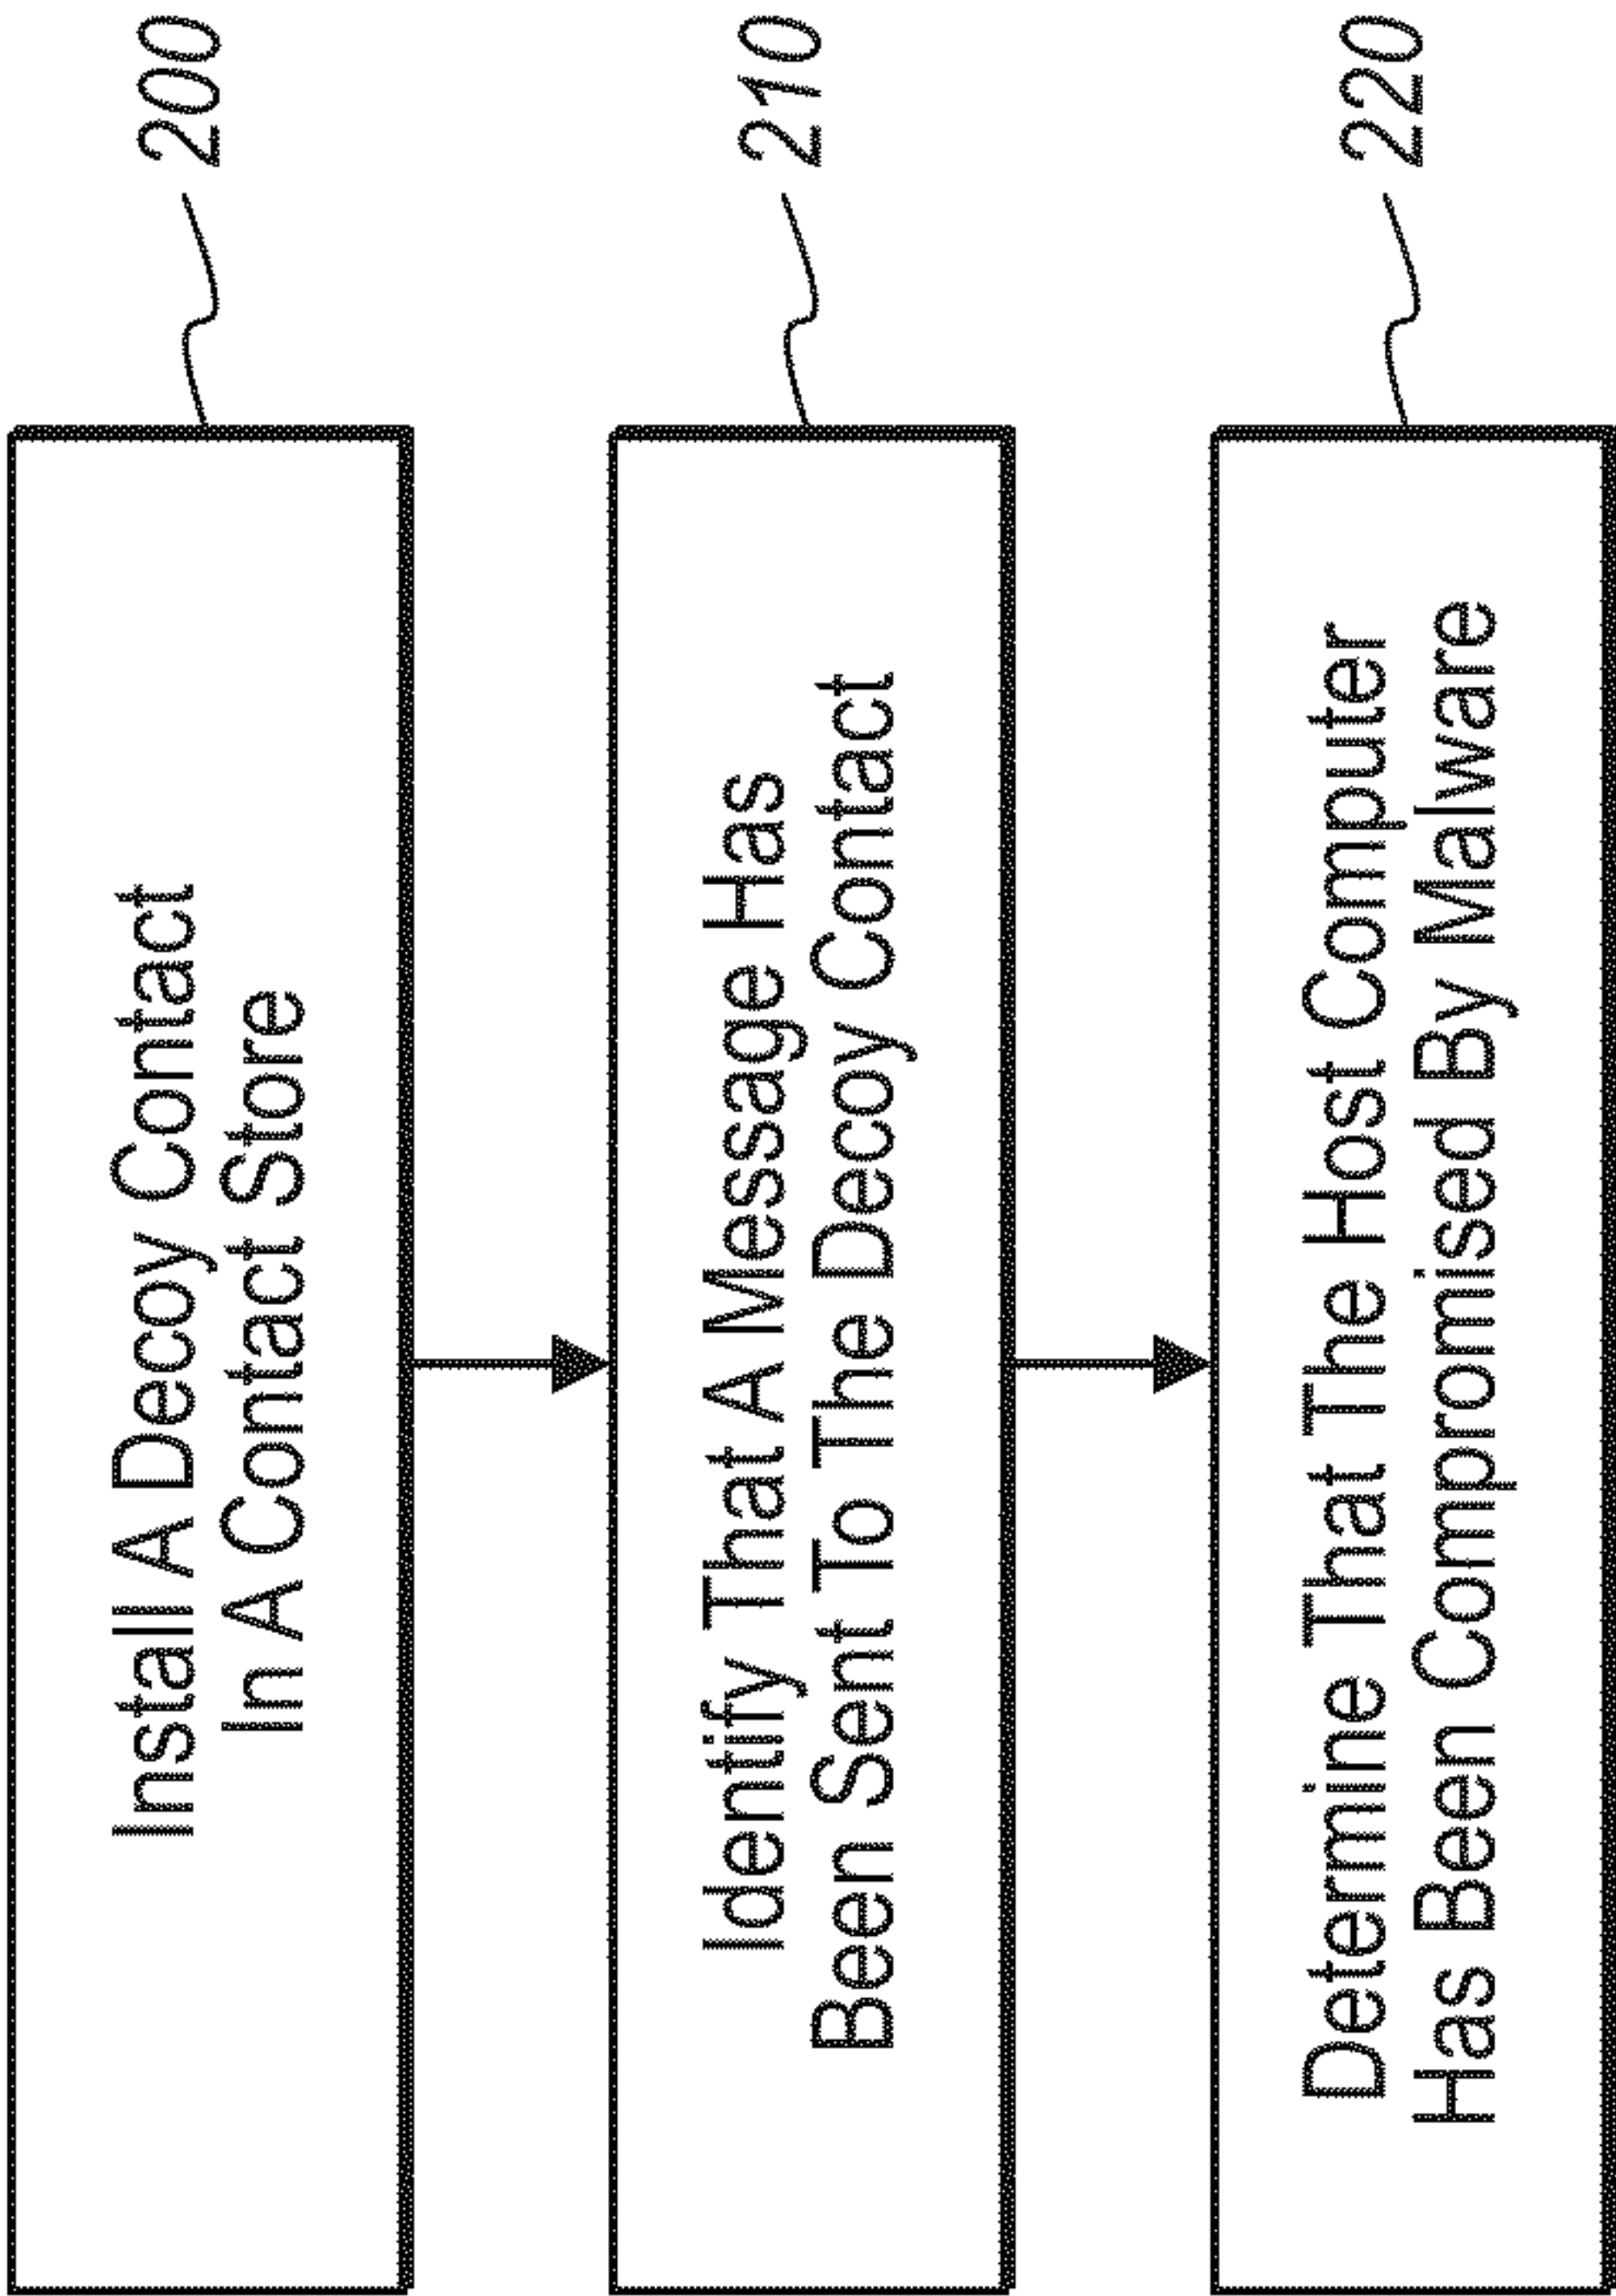 Install A Decoy Contact
In A Contact Store
200
Identify That A Message Has
Been Sent To The Decoy Contact
210
Determine That The Host Computer
Has Been Compromised By Malware
220